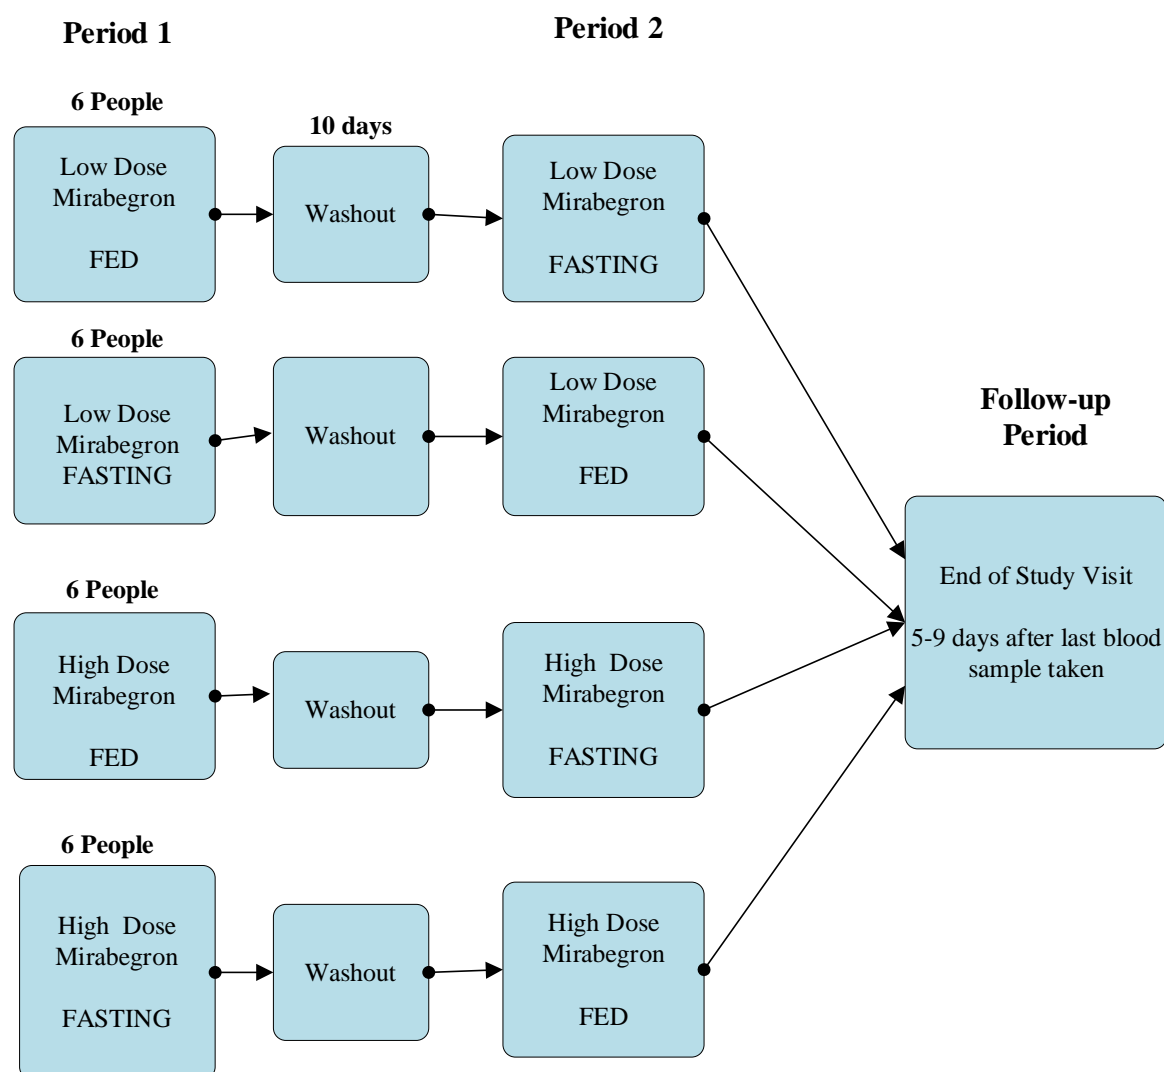 Period 1
Period 2
6 People
10 days
Low Dose
Mirabegron
FED
Washout
Low Dose
Mirabegron
FASTING
6 People
Low Dose
Mirabegron
FASTING
Washout
Low Dose
Mirabegron
FED
Follow-up
Period
End of Study Visit
5-9 days after last blood
sample taken
6 People
High Dose
Mirabegron
FED
Washout
High Dose
Mirabegron
FASTING
6 People
High Dose
Mirabegron
FASTING
Washout
High Dose
Mirabegron
FED